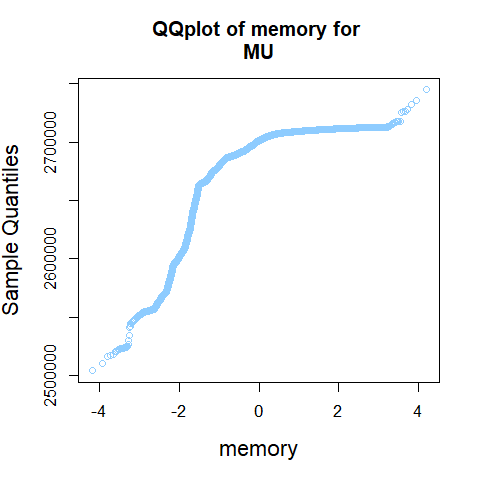 QQplot of memory for
MU
Sample Quantiles
2500000
2600000
2700000
-4
-2
0
2
4
memory